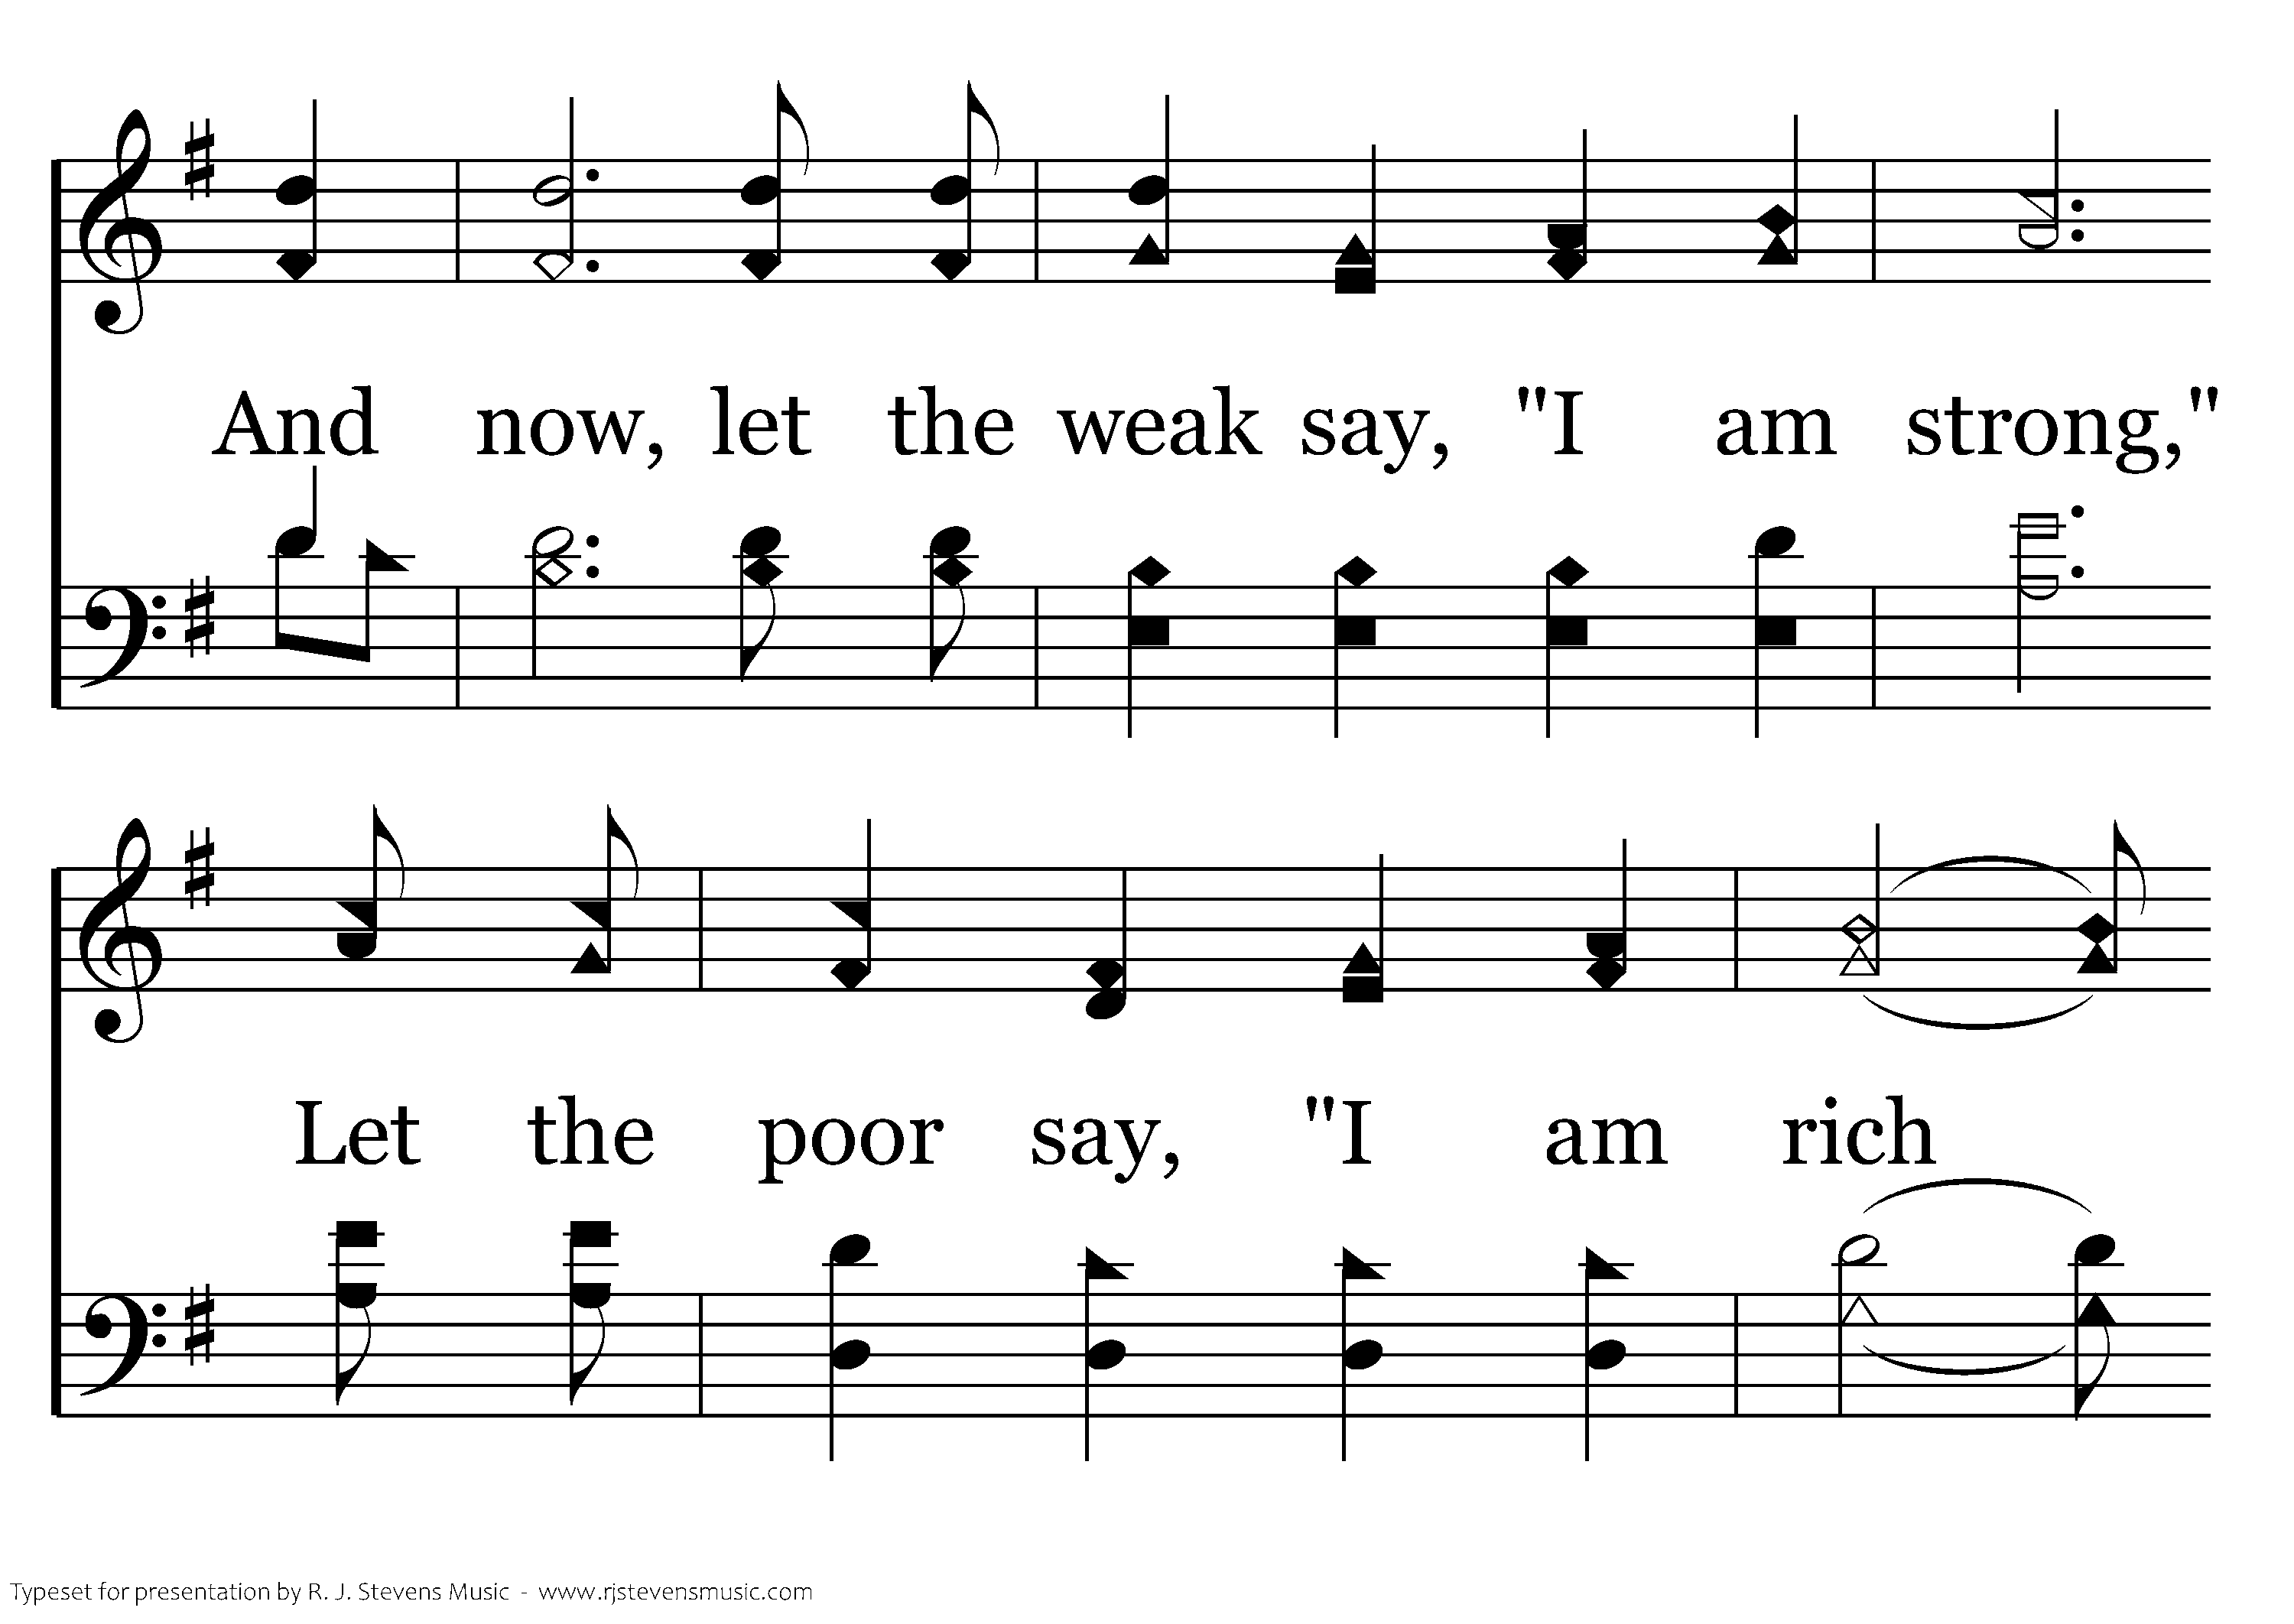 And now, let the weak say, "I am strong,"
Let the poor say, "I am rich
Typeset for presentation by R. J. Stevens Music - www.rjstevensmusic.com